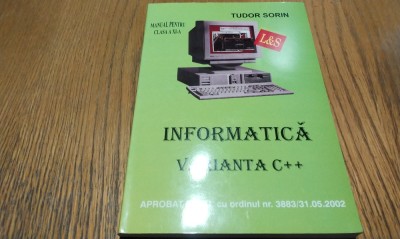 TUDOR SORIN
MANUAL PENTRU
CLASA A XI-A
L&S
INFORMATICĂ
VARIANTA C++
APROBAT cu ordinul nr. 3883/31.05.2002